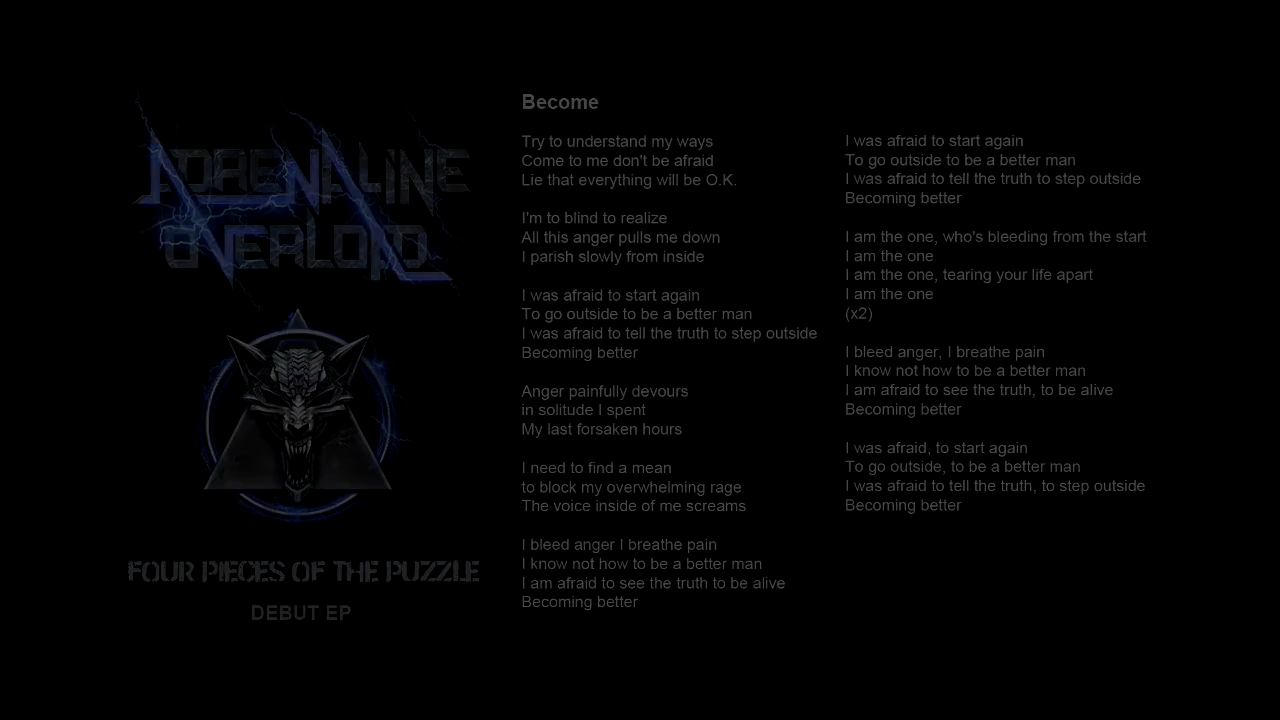 ADRENALINE
OVERLOAD
FOUR PIECES OF THE PUZZLE
DEBUT EP
Become
Try to understand my ways
Come to me don't be afraid
Lie that everything will be O.K.
I'm to blind to realize
All this anger pulls me down
I parish slowly from inside
I was afraid to start again
To go outside to be a better man
I was afraid to tell the truth to step outside
Becoming better
Anger painfully devours
in solitude I spent
My last forsaken hours
I need to find a mean
to block my overwhelming rage
The voice inside of me screams
I bleed anger I breathe pain
I know not how to be a better man
I am afraid to see the truth to be alive
Becoming better
I was afraid to start again
To go outside to be a better man
I was afraid to tell the truth to step outside
Becoming better
I am the one, who's bleeding from the start
I am the one
I am the one, tearing your life apart
I am the one
(x2)
I bleed anger, I breathe pain
I know not how to be a better man
I am afraid to see the truth, to be alive
Becoming better
I was afraid, to start again
To go outside, to be a better man
I was afraid to tell the truth, to step outside
Becoming better